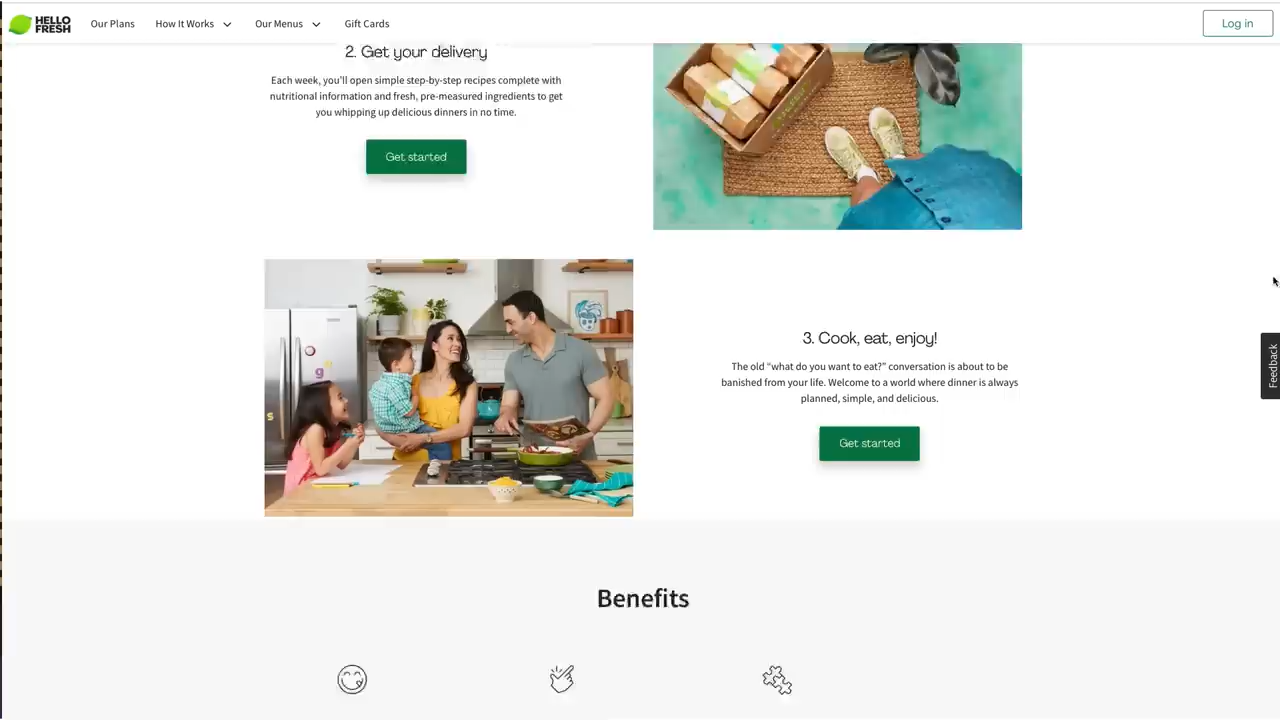 HELLO
FRESH
Our Plans
How It Works
Our Menus
Gift Cards
Log in
2. Get your delivery
Each week, you'll open simple step-by-step recipes complete with
nutritional information and fresh, pre-measured ingredients to get
you whipping up delicious dinners in no time.
Get started
3. Cook, eat, enjoy!
The old “what do you want to eat?” conversation is about to be
banished from your life. Welcome to a world where dinner is always
planned, simple, and delicious.
Get started
Feedback
Benefits